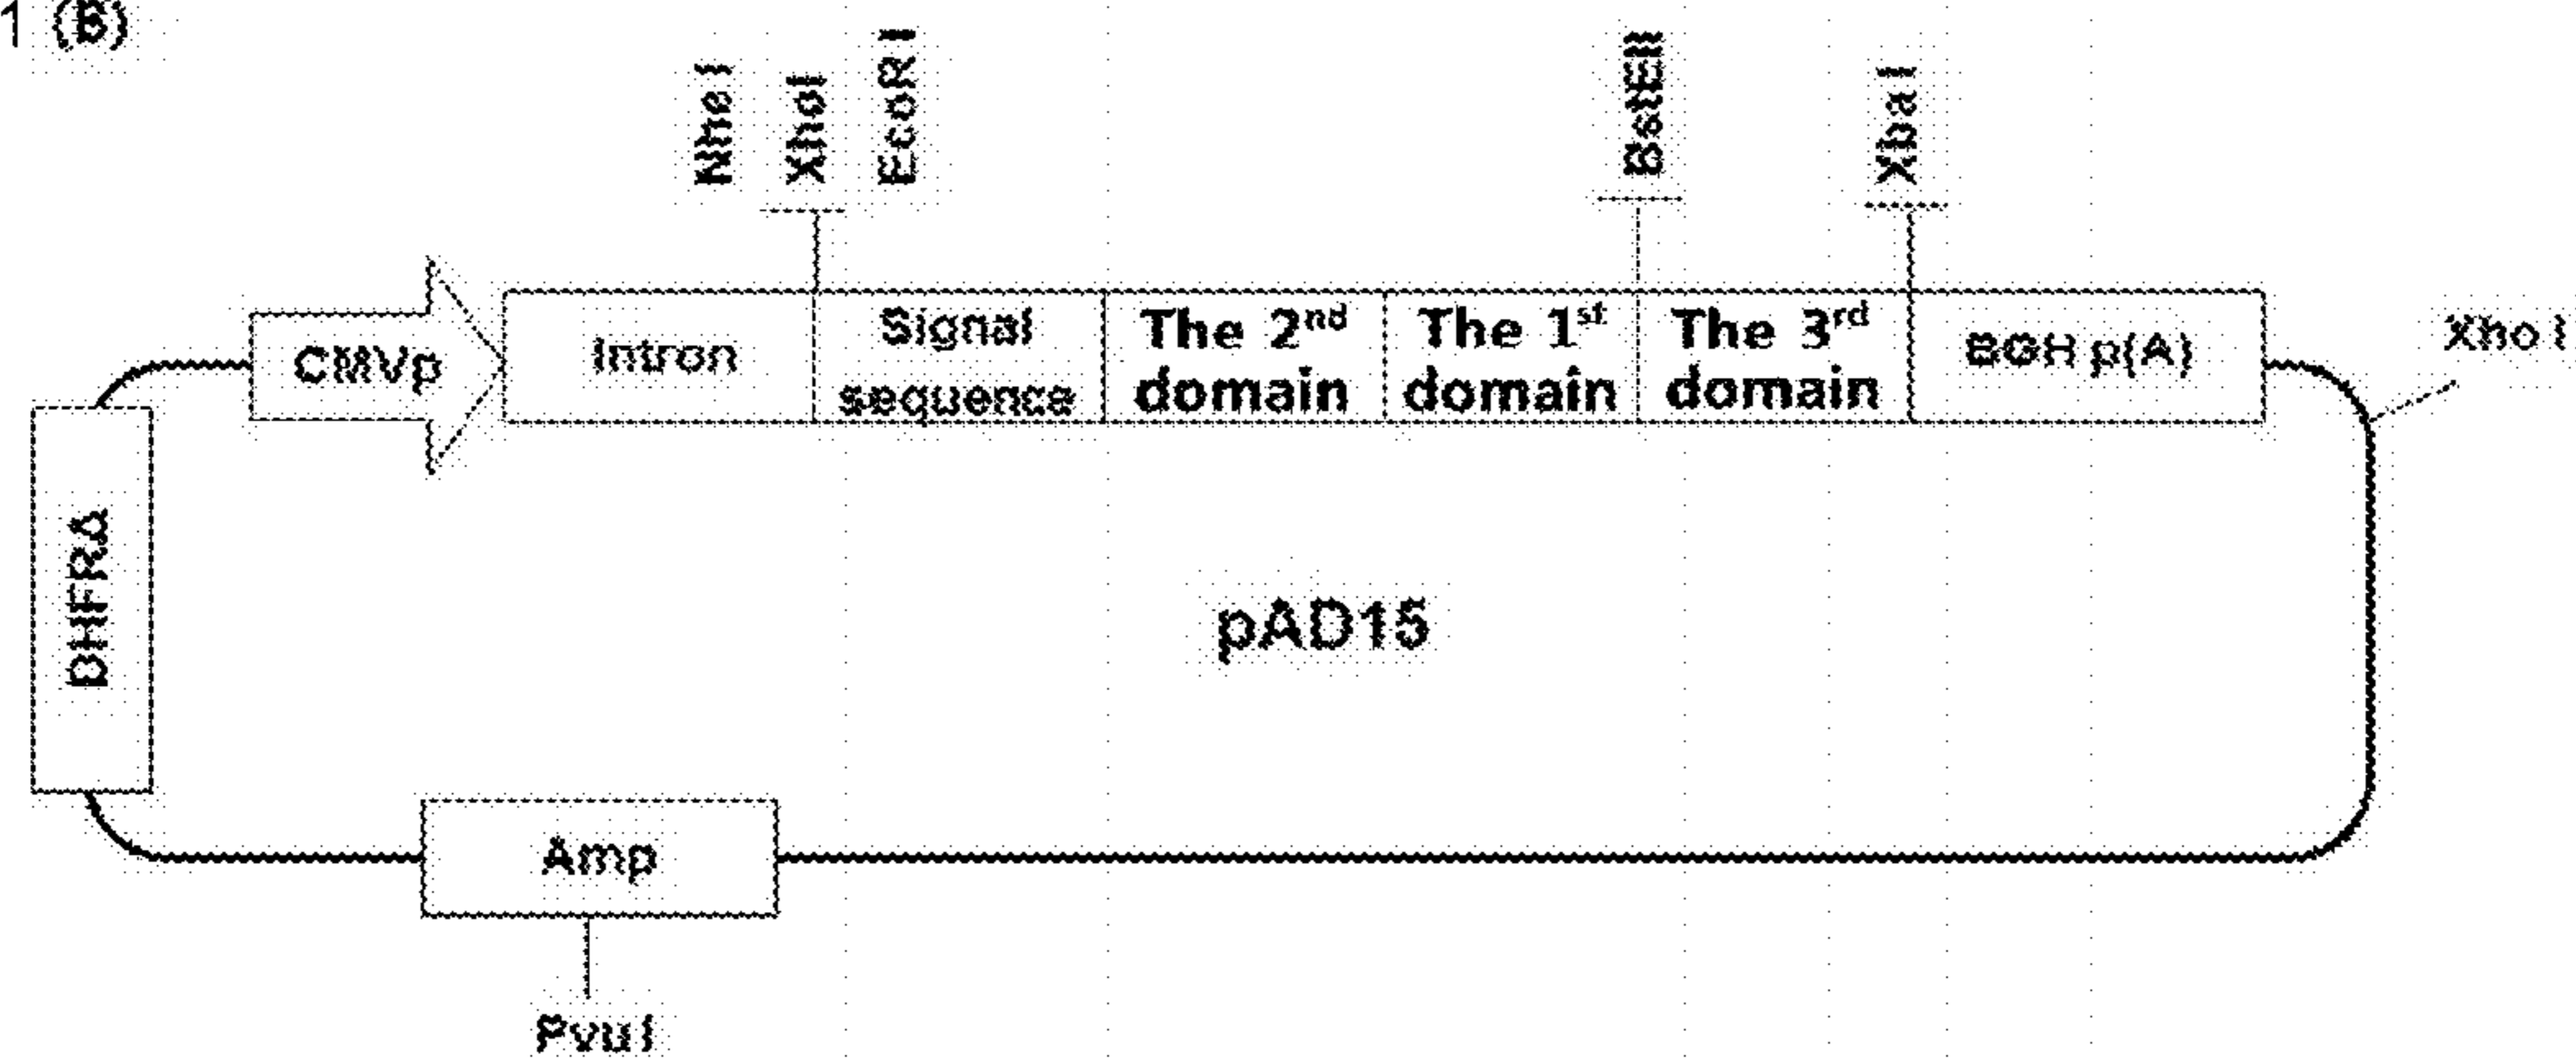 1 (B)
Nhe I
XhoI
EcoR I
BstEII
Xba I
CMVp
Intron
Signal
sequence
The 2nd
domain
The 1st
domain
The 3rd
domain
BGH p(A)
Xho I
DHFRΔ
pAD15
Amp
PvuI